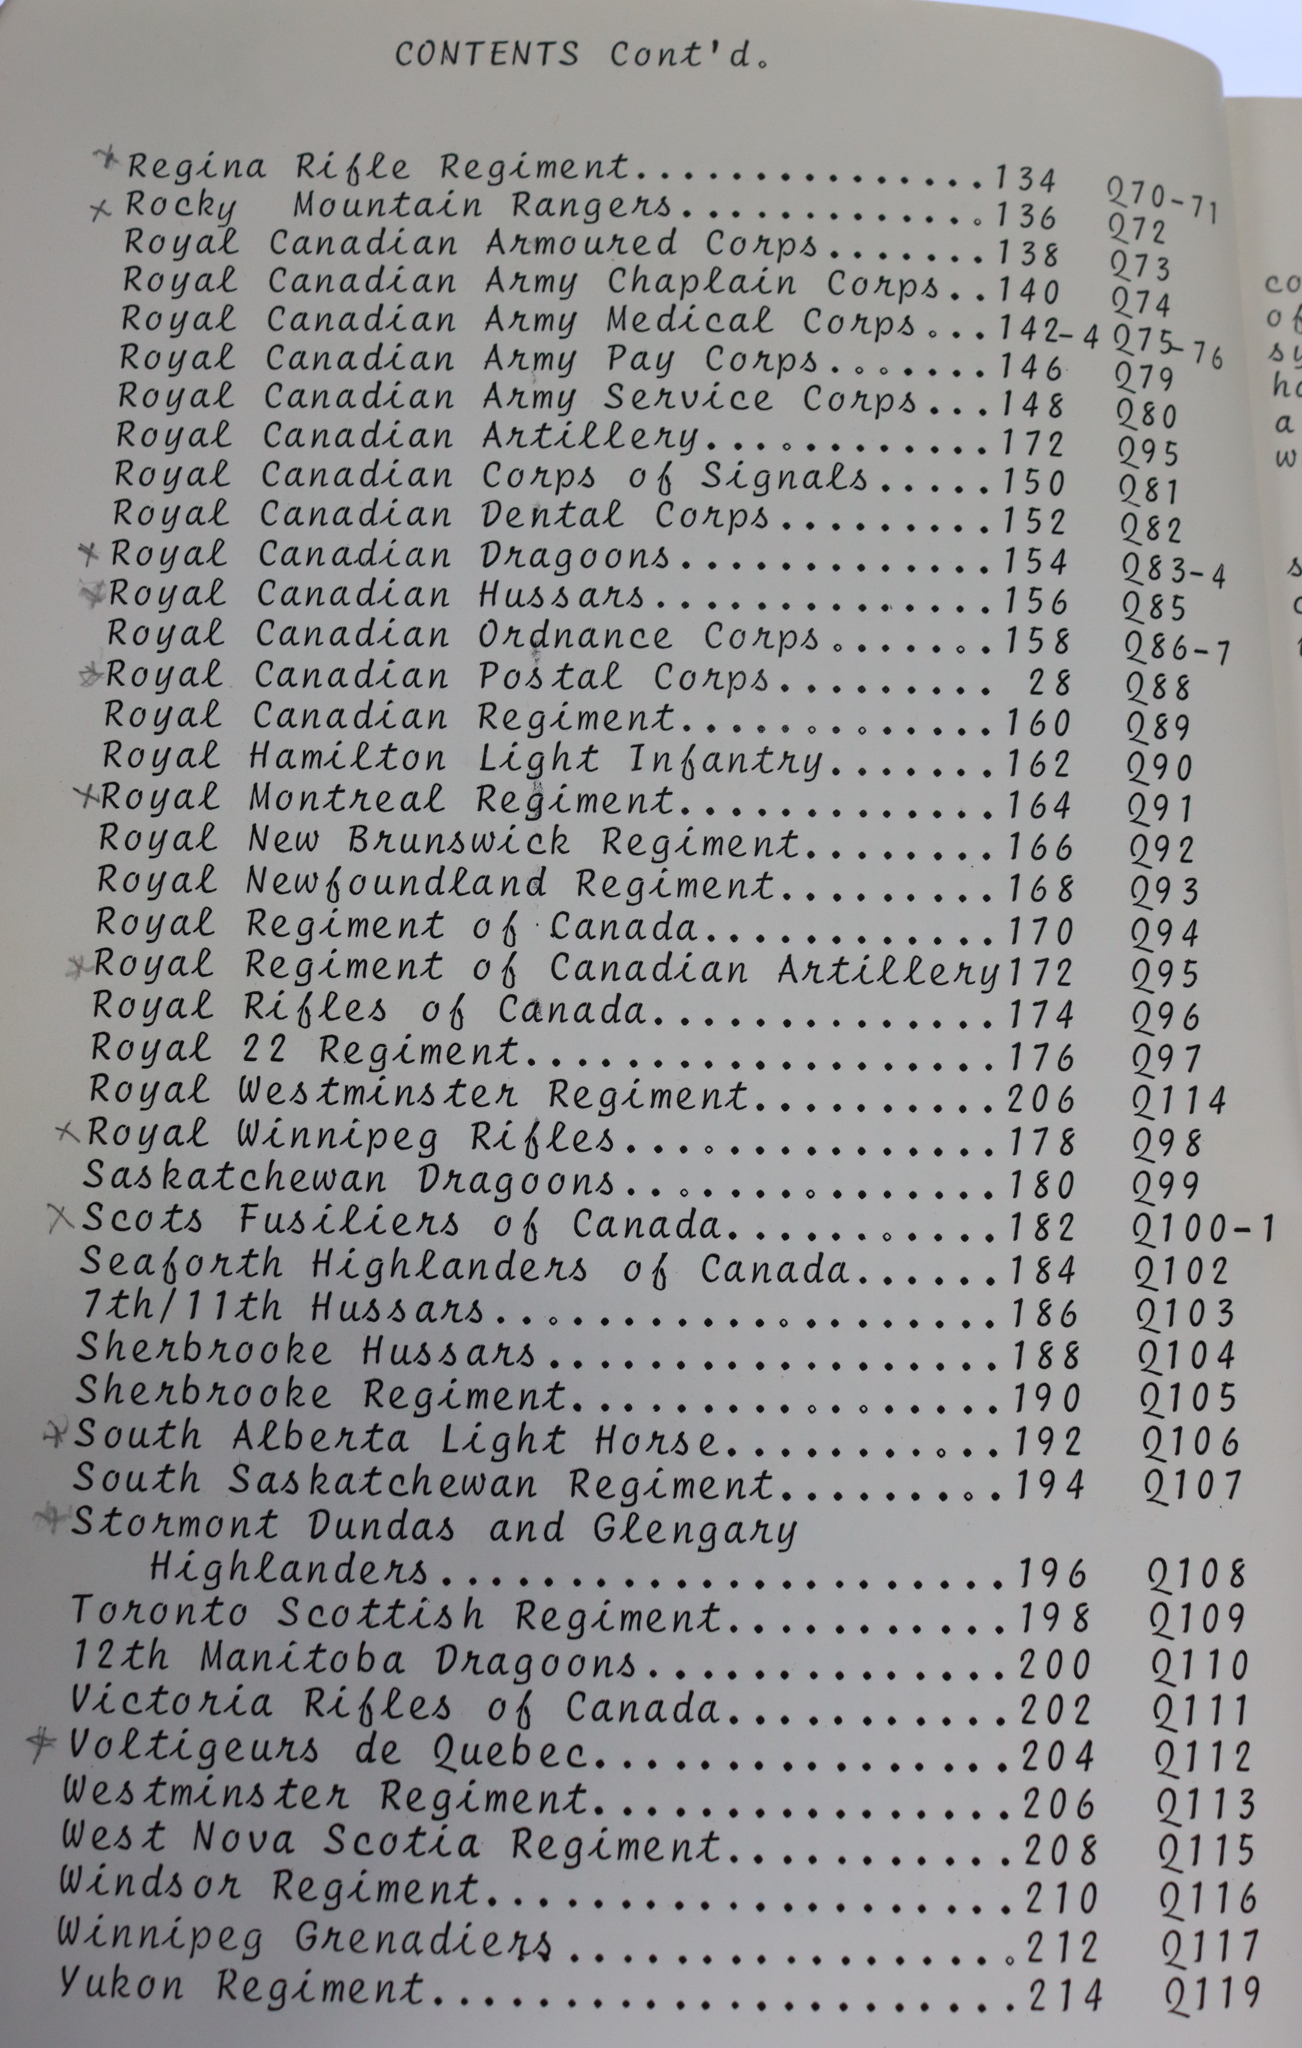 CONTENTS Cont'd.
Regina Rifle Regiment...............134 Q70-71
Rocky Mountain Rangers.............136 Q72
Royal Canadian Armoured Corps.......138 Q73
Royal Canadian Army Chaplain Corps..140 Q74
Royal Canadian Army Medical Corps...142-4 Q75-76
Royal Canadian Army Pay Corps.......146 Q79
Royal Canadian Army Service Corps...148 Q80
Royal Canadian Artillery...........172 Q95
Royal Canadian Corps of Signals.....150 Q81
Royal Canadian Dental Corps.........152 Q82
Royal Canadian Dragoons.............154 Q83-4
Royal Canadian Hussars..............156 Q85
Royal Canadian Ordnance Corps.......158 Q86-7
Royal Canadian Postal Corps......... 28 Q88
Royal Canadian Regiment.............160 Q89
Royal Hamilton Light Infantry.......162 Q90
Royal Montreal Regiment.............164 Q91
Royal New Brunswick Regiment........166 Q92
Royal Newfoundland Regiment.........168 Q93
Royal Regiment of Canada............170 Q94
Royal Regiment of Canadian Artillery172 Q95
Royal Rifles of Canada..............174 Q96
Royal 22 Regiment...................176 Q97
Royal Westminster Regiment..........206 Q114
Royal Winnipeg Rifles...............178 Q98
Saskatchewan Dragoons...............180 Q99
Scots Fusiliers of Canada...........182 Q100-1
Seaforth Highlanders of Canada......184 Q102
7th/11th Hussars....................186 Q103
Sherbrooke Hussars..................188 Q104
Sherbrooke Regiment.................190 Q105
South Alberta Light Horse...........192 Q106
South Saskatchewan Regiment.........194 Q107
Stormont Dundas and Glengary
Highlanders......................196 Q108
Toronto Scottish Regiment...........198 Q109
12th Manitoba Dragoons..............200 Q110
Victoria Rifles of Canada...........202 Q111
Voltigeurs de Quebec................204 Q112
Westminster Regiment................206 Q113
West Nova Scotia Regiment...........208 Q115
Windsor Regiment....................210 Q116
Winnipeg Grenadiers.................212 Q117
Yukon Regiment......................214 Q119